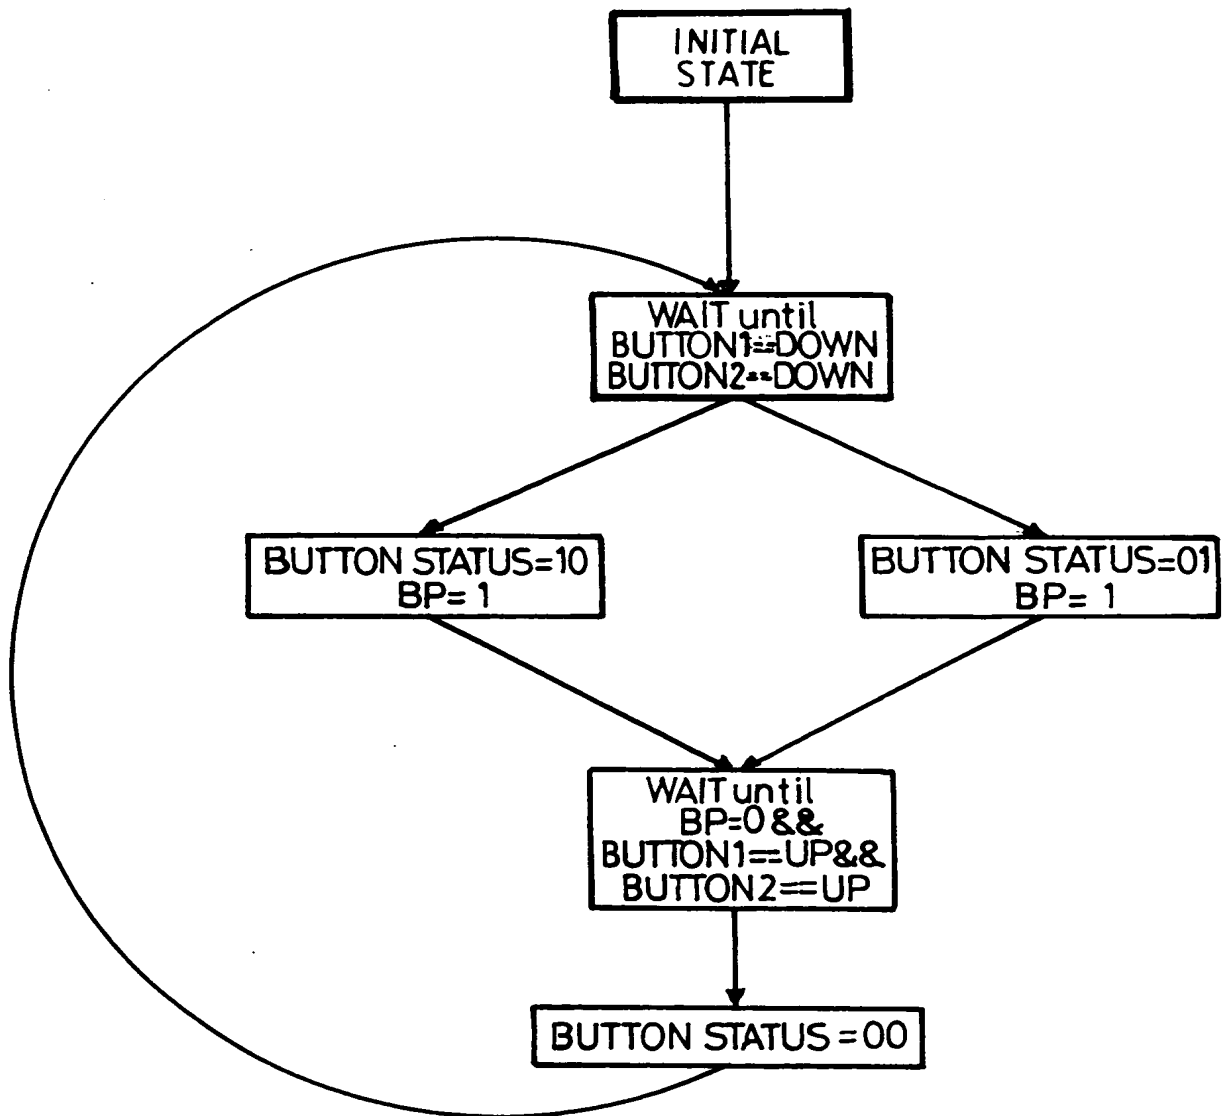 INITIAL
STATE
WAIT until
BUTTON1==DOWN
BUTTON2==DOWN
BUTTON STATUS=10
BP= 1
BUTTON STATUS=01
BP= 1
WAIT until
BP=0 &&
BUTTON1==UP&&
BUTTON2==UP
BUTTON STATUS =00